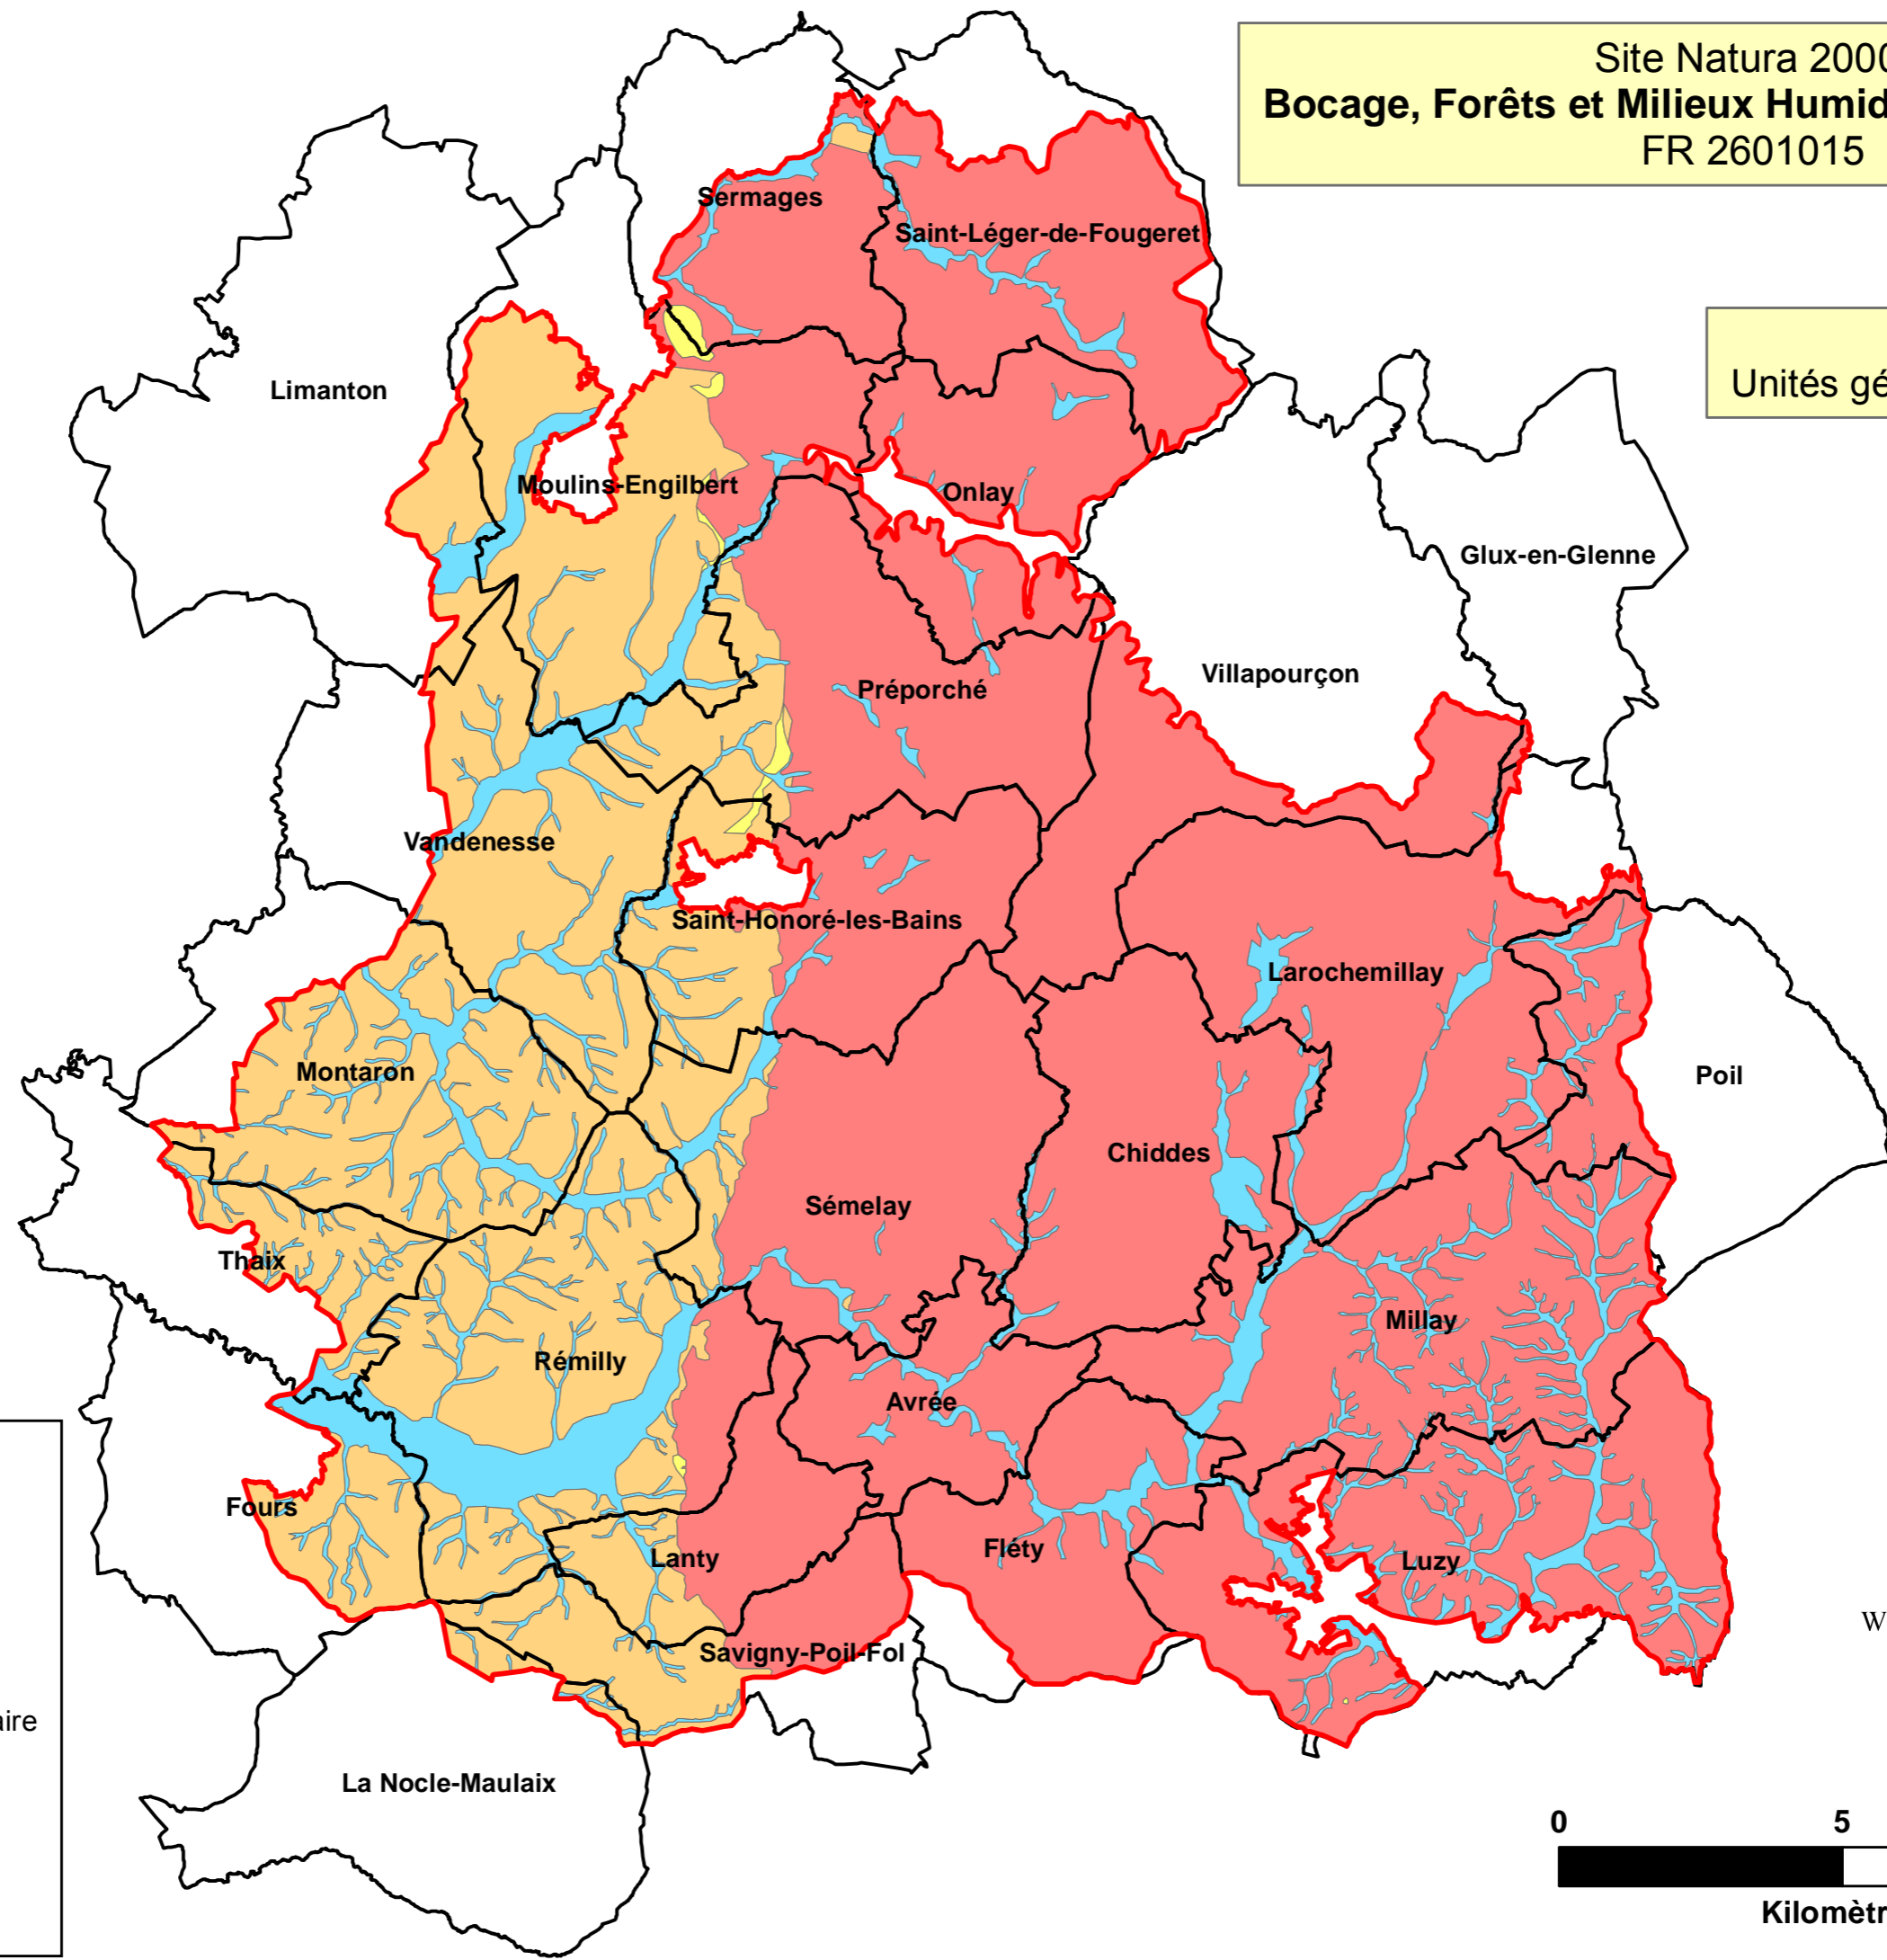 Site Natura 2000
Bocage, Forêts et Milieux Humid
FR 2601015
Unités gé
Sermages
Saint-Léger-de-Fougeret
Limanton
Moulins-Engilbert
Onlay
Glux-en-Glenne
Villapourçon
Préporché
Vandenesse
Saint-Honoré-les-Bains
Larochemillay
Montaron
Poil
Chiddes
Sémelay
Thaix
Millay
Rémilly
Avrée
Fours
Lanty
Fléty
Luzy
Savigny-Poil-Fol
W
aire
La Nocle-Maulaix
0 5
Kilomètr